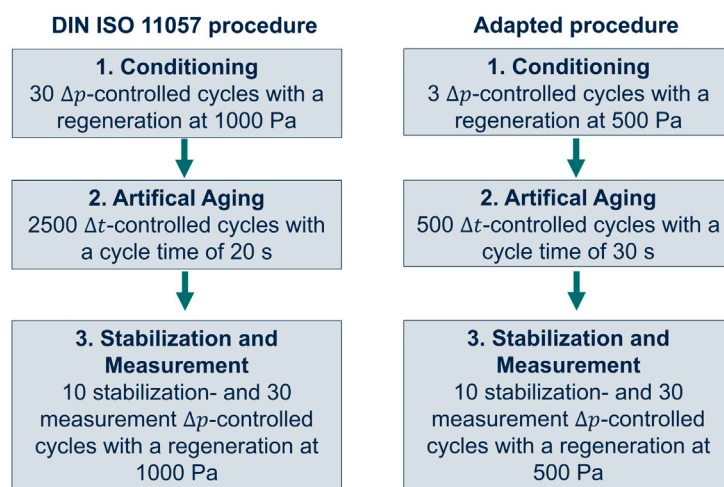 DIN ISO 11057 procedure
1. Conditioning
30 Δp-controlled cycles with a
regeneration at 1000 Pa
2. Artifical Aging
2500 Δt-controlled cycles with
a cycle time of 20 s
3. Stabilization and
Measurement
10 stabilization- and 30
measurement Δp-controlled
cycles with a regeneration at
1000 Pa
Adapted procedure
1. Conditioning
3 Δp-controlled cycles with a
regeneration at 500 Pa
2. Artifical Aging
500 Δt-controlled cycles with a
cycle time of 30 s
3. Stabilization and
Measurement
10 stabilization- and 30
measurement Δp-controlled
cycles with a regeneration at
500 Pa